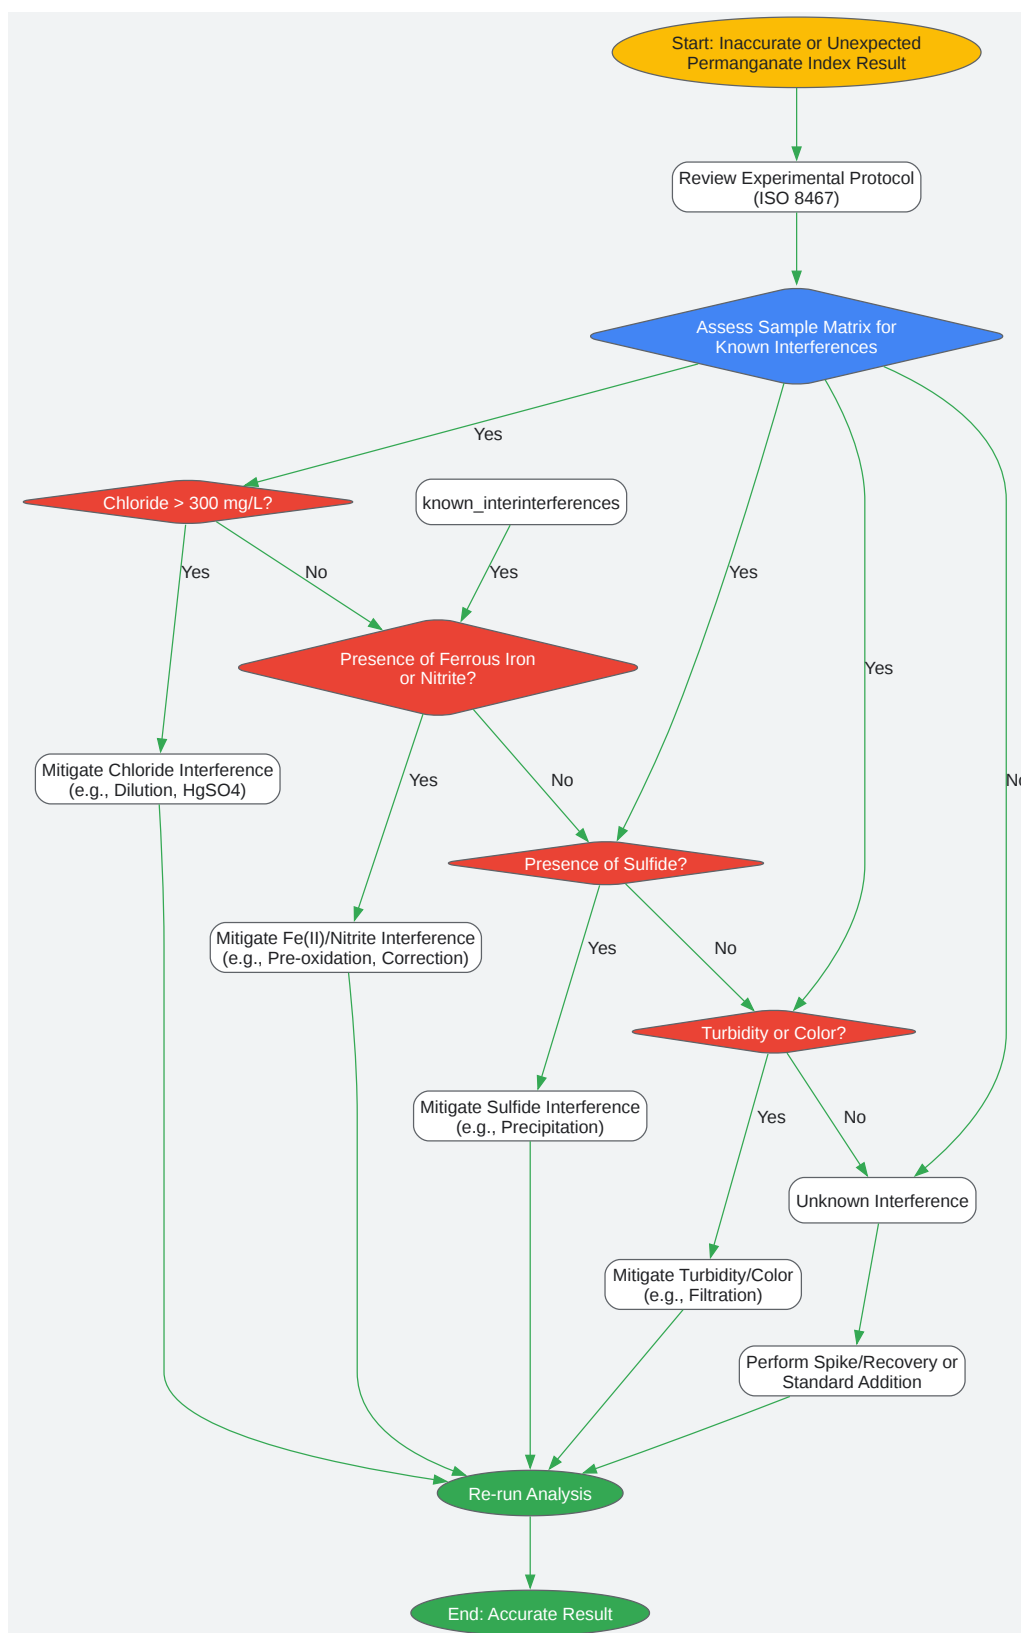 Start: Inaccurate or Unexpected
Permanganate Index Result
Review Experimental Protocol
(ISO 8467)
Assess Sample Matrix for
Known Interferences
Yes
Chloride > 300 mg/L?
known_interinterferences
Yes
No
Yes
Yes
Presence of Ferrous Iron
or Nitrite?
Yes
Mitigate Chloride Interference
(e.g., Dilution, HgSO4)
Yes
No
No
Presence of Sulfide?
Mitigate Fe(II)/Nitrite Interference
(e.g., Pre-oxidation, Correction)
Yes
No
Turbidity or Color?
Mitigate Sulfide Interference
(e.g., Precipitation)
Yes
No
Unknown Interference
Mitigate Turbidity/Color
(e.g., Filtration)
Perform Spike/Recovery or
Standard Addition
Re-run Analysis
End: Accurate Result